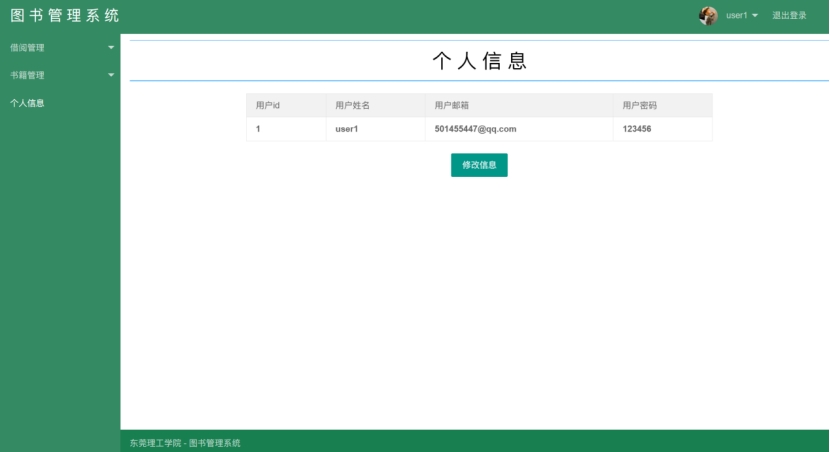 图书管理系统
user1 退出登录
借阅管理
书籍管理
个人信息
个人信息
用户id 用户姓名 用户邮箱 用户密码
1 user1 501455447@qq.com 123456
修改信息
东莞理工学院 - 图书管理系统